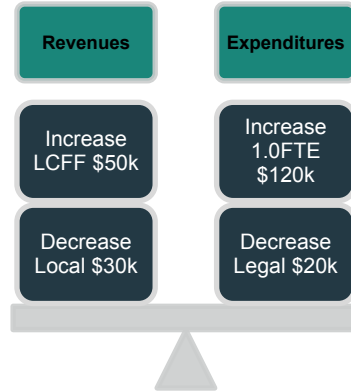 Revenues
Expenditures
Increase
LCFF $50k
Increase
1.0FTE
$120k
Decrease
Local $30k
Decrease
Legal $20k